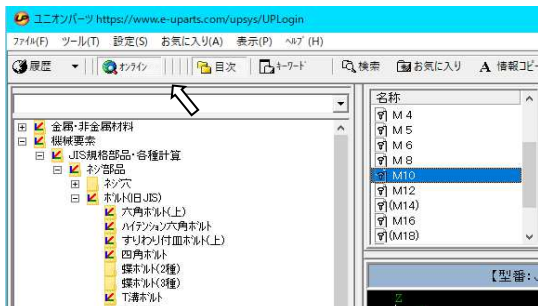 ユニオンパーツ https://www.e-uparts.com/upsys/UPLogin
ファイル(F) ツール(T) 設定(S) お気に入り(A) 表示(P) ヘルプ(H)
履歴 オンライン 目次 キーワード 検索 お気に入り 情報コピー
金属・非金属材料
機械要素
JIS規格部品・各種計算
ネジ部品
ネジ穴
ボルト(旧JIS)
六角ボルト(上)
ハイテンション六角ボルト
すりわり付皿ボルト(上)
四角ボルト
蝶ボルト(2種)
蝶ボルト(3種)
T溝ボルト
名称
M 4
M 5
M 6
M 8
M10
M12
(M14)
M16
(M18)
【型番:
Z